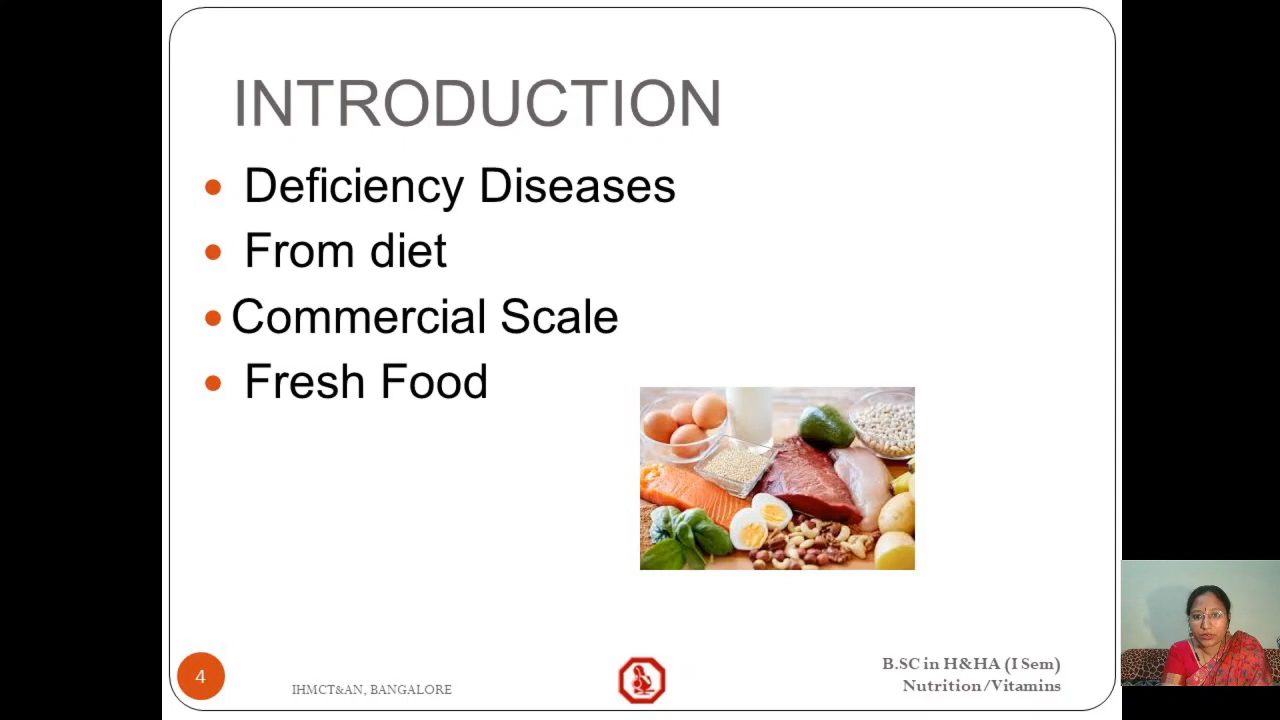 INTRODUCTION
• Deficiency Diseases
• From diet
• Commercial Scale
• Fresh Food
4
IHMCT&AN, BANGALORE
B.SC in H&HA (I Sem)
Nutrition/Vitamins